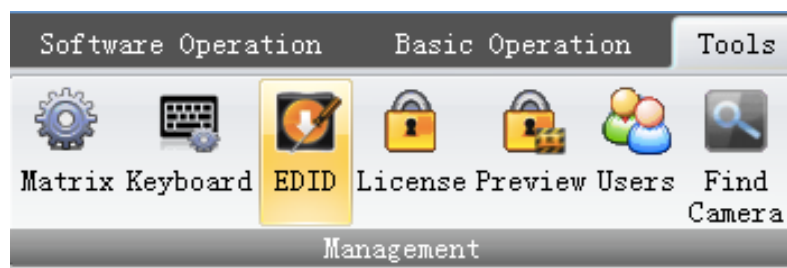 Software Operation Basic Operation Tools
Matrix Keyboard EDID License Preview Users Find
Camera
Management